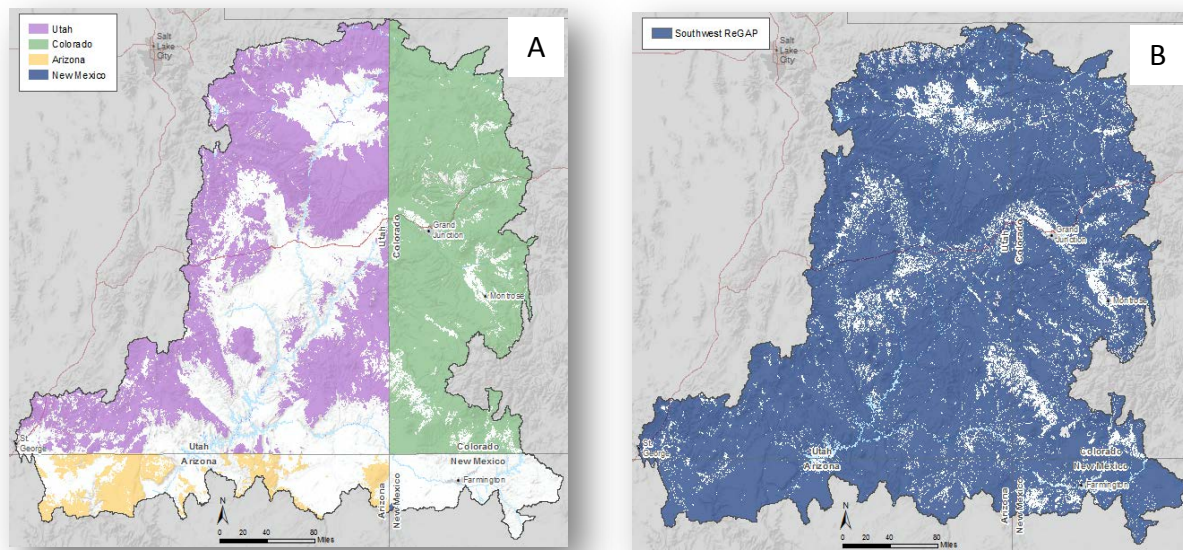 Utah
Colorado
Arizona
New Mexico
Salt
Lake
City
A
Utah
Colorado
Grand
Junction
Montrose
St.
George
Utah
Arizona
Colorado
New Mexico
Arizona
New Mexico
Farmington
N
0 20 40 80
Miles
Southwest ReGAP
Salt
Lake
City
B
Utah
Colorado
Grand
Junction
Montrose
St.
George
Utah
Arizona
Colorado
New Mexico
Arizona
New Mexico
Farmington
N
0 20 40 80
Miles